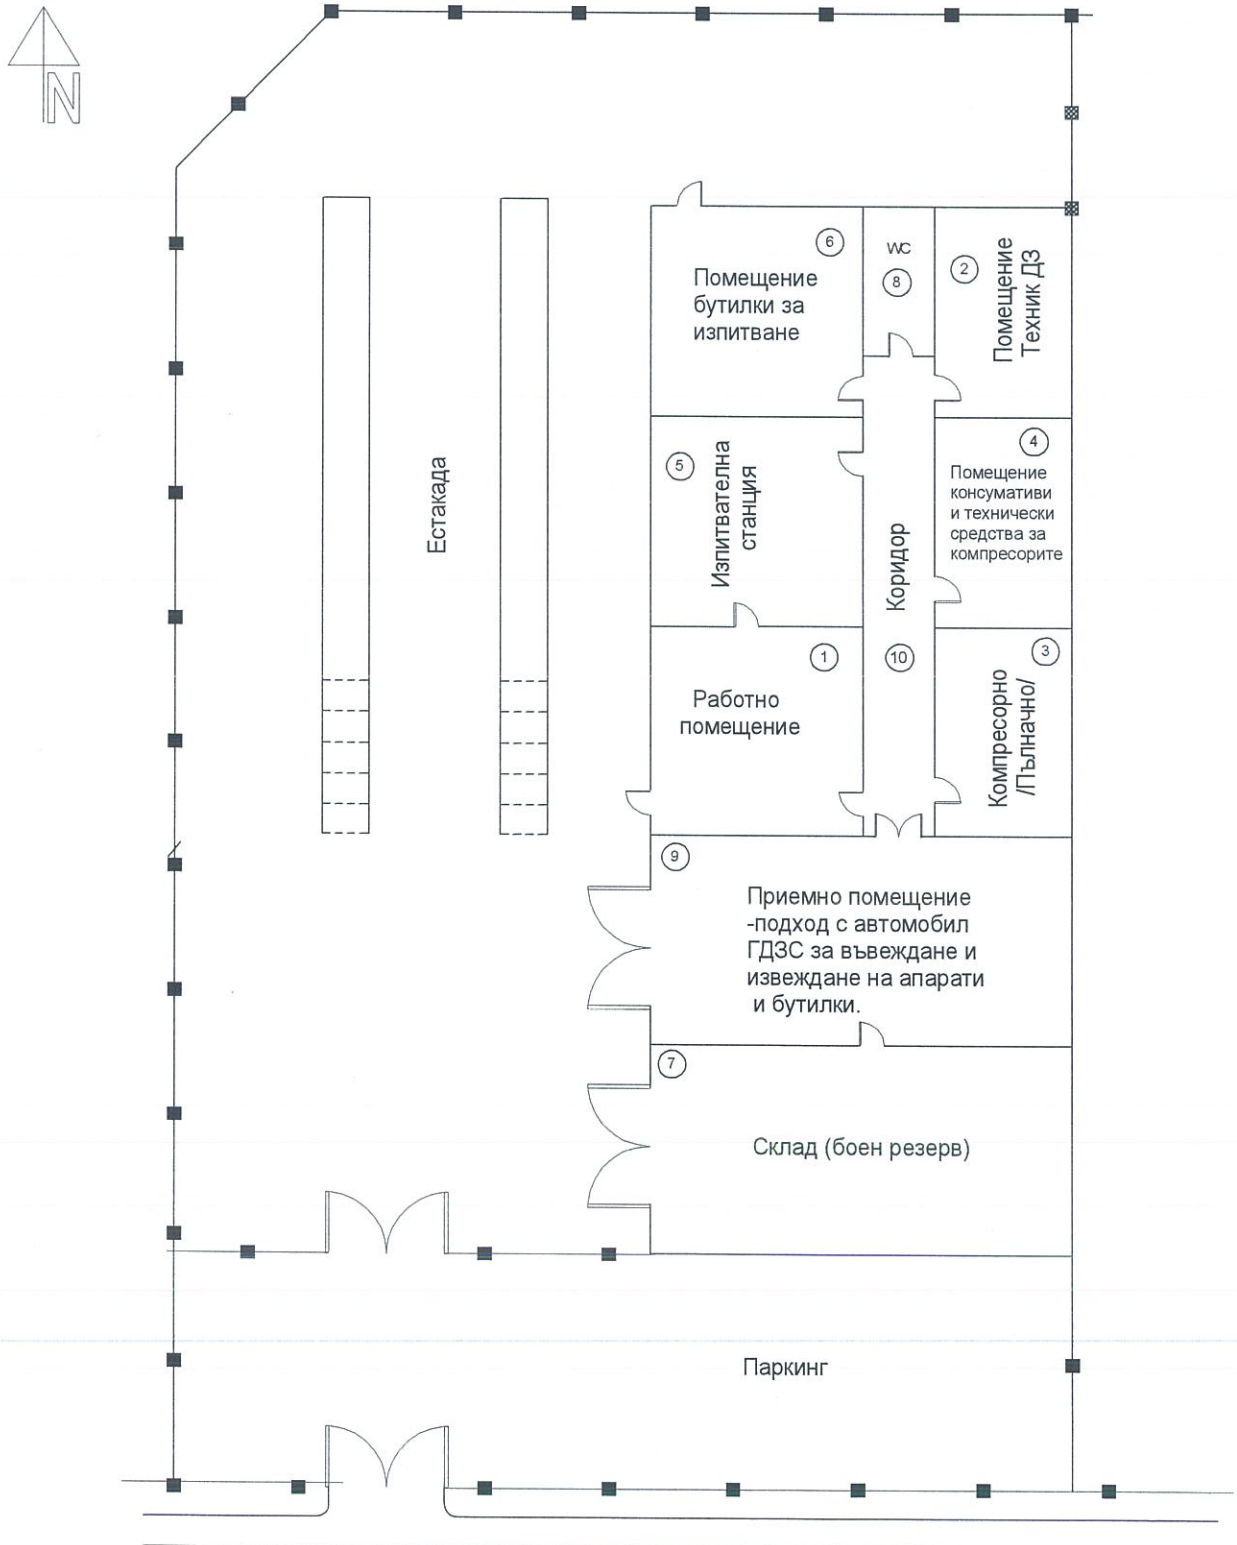 N
6
Помещение
бутилки за
изпитване
WC
8
2
Помещение
Техник ДЗ
5
Изпитвателна
станция
4
Помещение
консумативи
и технически
средства за
компресорите
Естакада
Коридор
10
1
Работно
помещение
3
Компресорно
/Пълначно/
9
Приемно помещение
-подход с автомобил
ГДЗС за въвеждане и
извеждане на апарати
и бутилки.
7
Склад (боен резерв)
Паркинг